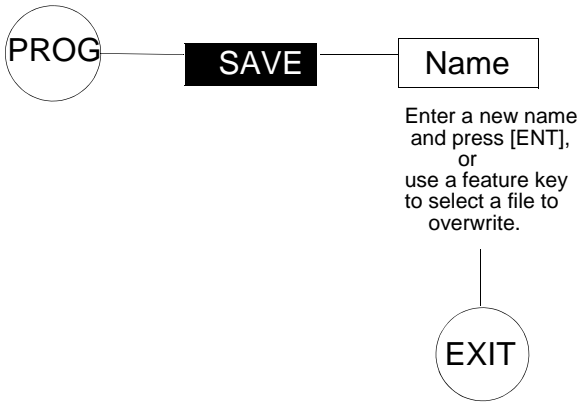 PROG
SAVE
Name
Enter a new name
and press [ENT],
or
use a feature key
to select a file to
overwrite.
EXIT